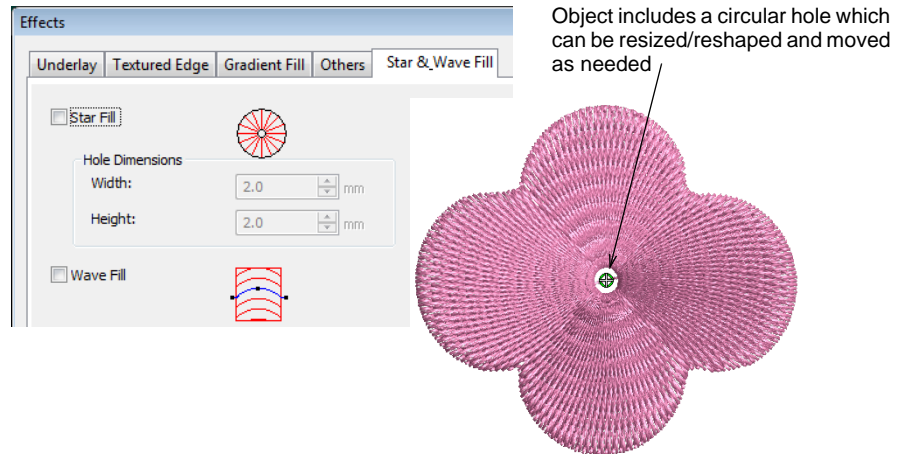 Effects
Underlay Textured Edge Gradient Fill Others Star & Wave Fill
Star Fill
Hole Dimensions
Width: 2.0 mm
Height: 2.0 mm
Wave Fill
Object includes a circular hole which
can be resized/reshaped and moved
as needed